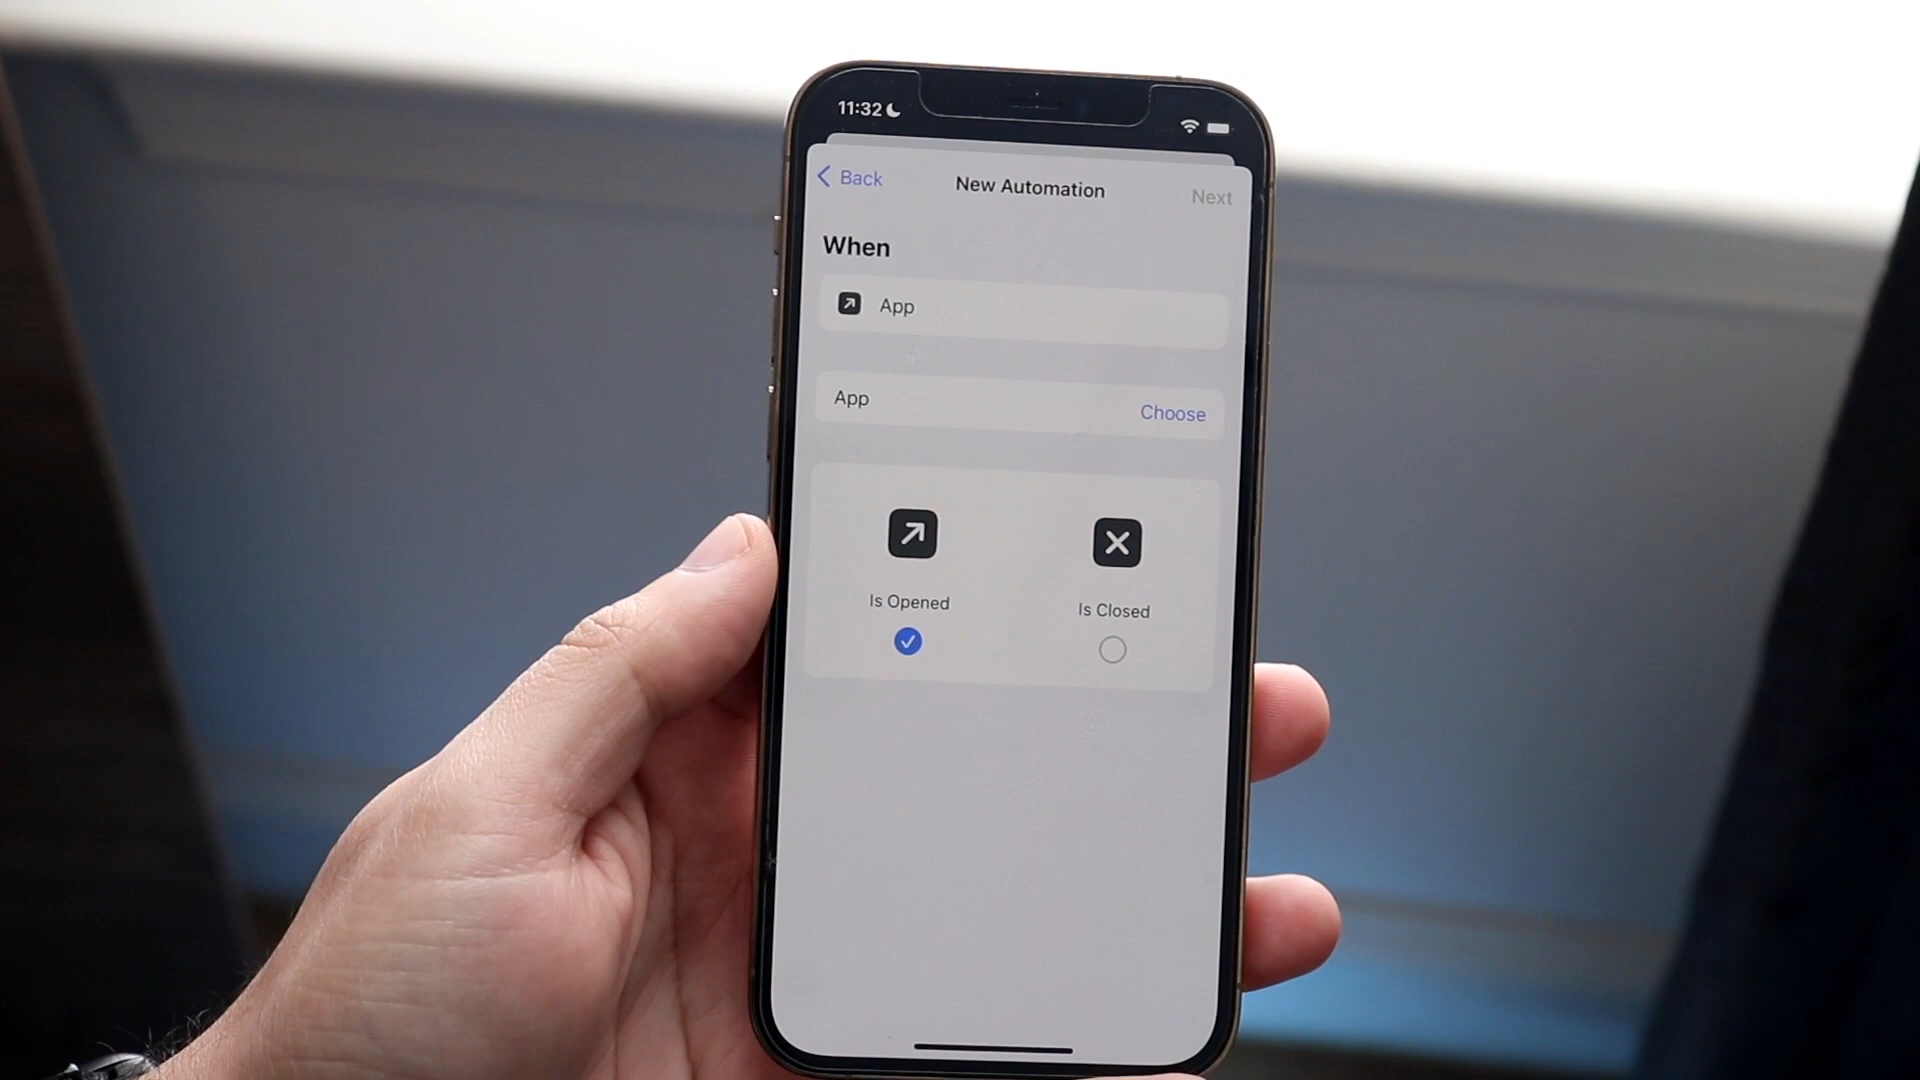 11:32
Back
New Automation
Next
When
App
App
Choose
Is Opened
Is Closed